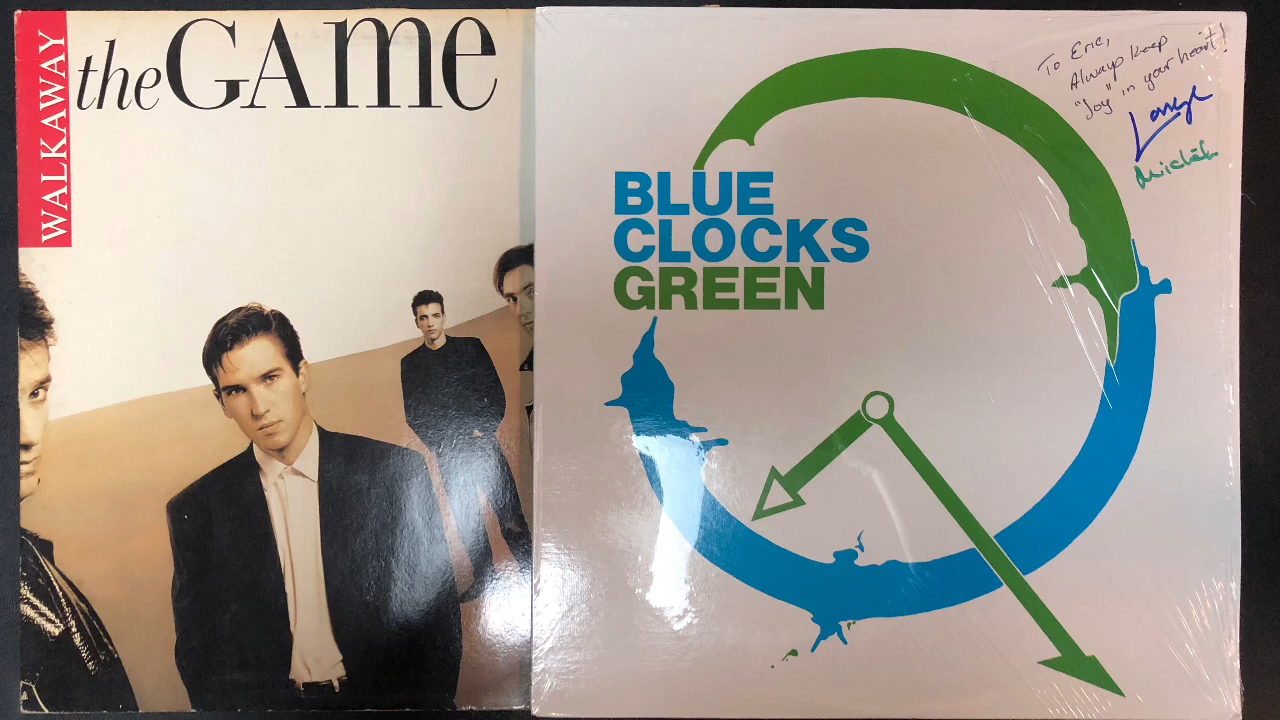 WALKAWAY
the GAme
BLUE
CLOCKS
GREEN
To Eric,
Always keep
"Joy" in your heart!